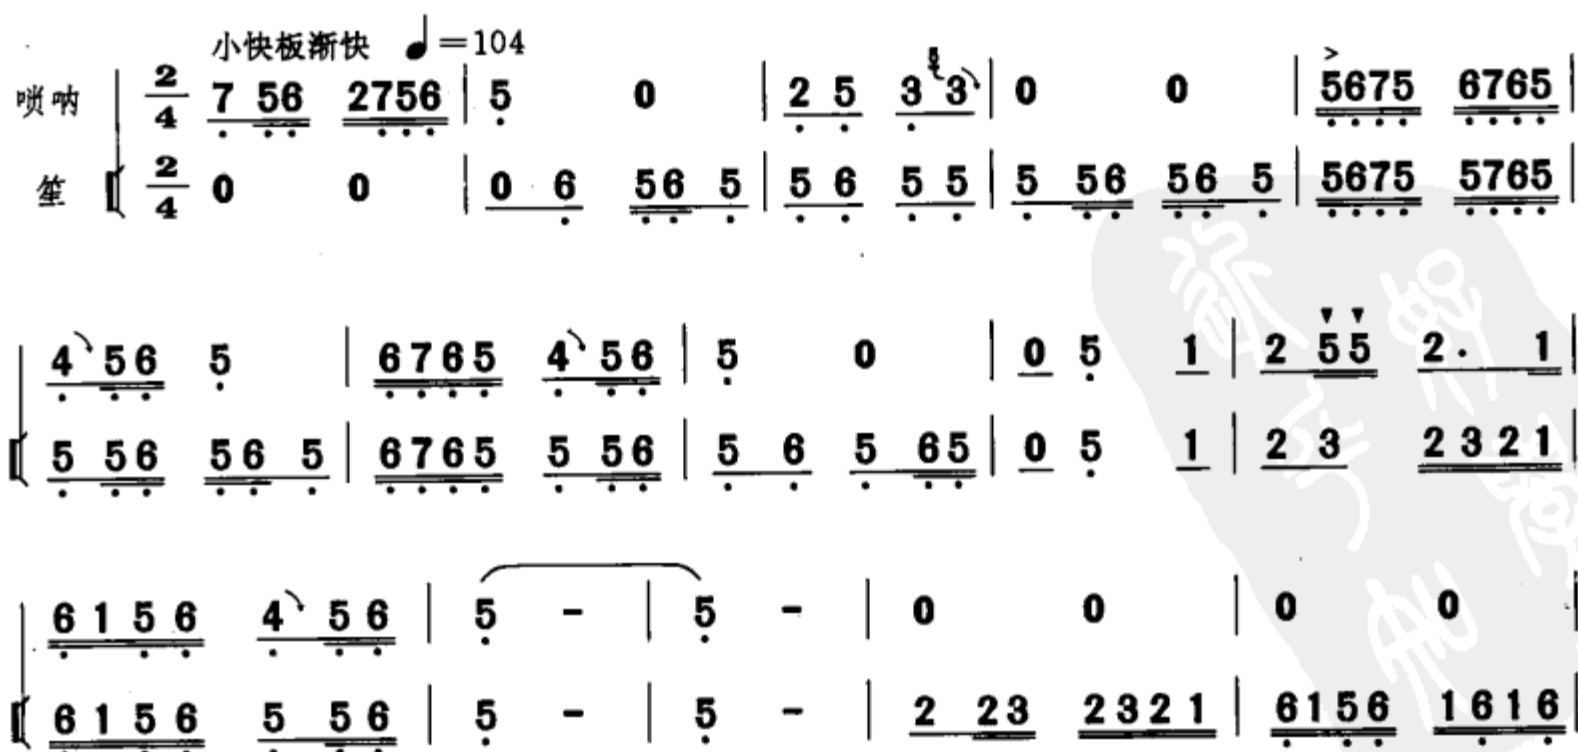 小快板渐快 ♩=104
唢呐 2/4 7 56 2756 | 5 0 | 2 5 3 3 | 0 0 | 5675 6765 |
笙 2/4 0 0 | 0 6 56 5 | 5 6 5 5 | 5 56 56 5 | 5675 5765 |
4 56 5 | 6765 4 56 | 5 0 | 0 5 1 | 2 55 2. 1 |
5 56 56 5 | 6765 5 56 | 5 6 5 65 | 0 5 1 | 2 3 2321 |
6156 4 56 | 5 - | 5 - | 0 0 | 0 0 |
6156 5 56 | 5 - | 5 - | 2 23 2321 | 6156 1616 |